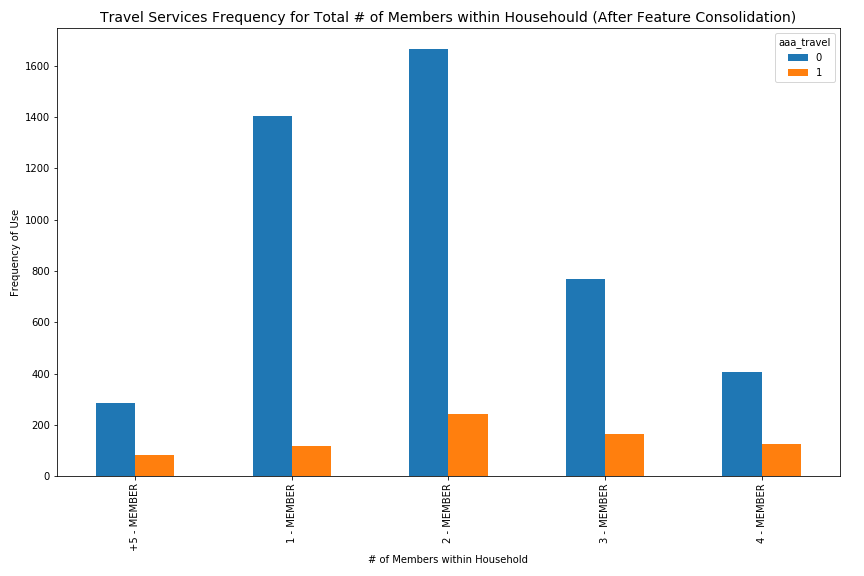 Travel Services Frequency for Total # of Members within Househould (After Feature Consolidation)
aaa_travel
0
1
1600
1400
1200
1000
800
600
400
200
0
Frequency of Use
+5 - MEMBER
1 - MEMBER
2 - MEMBER
3 - MEMBER
4 - MEMBER
# of Members within Household